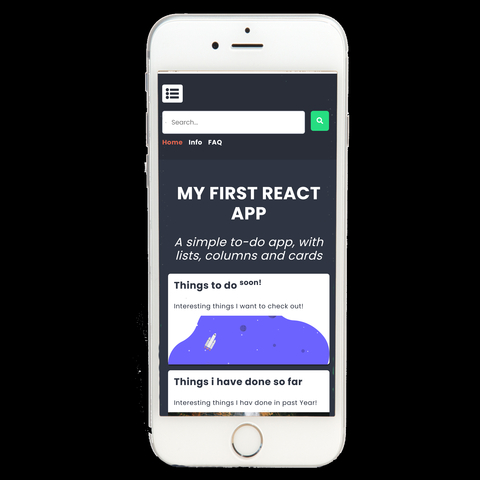 Search...
Home Info FAQ
MY FIRST REACT
APP
A simple to-do app, with
lists, columns and cards
Things to do soon!
Interesting things I want to check out!
Things i have done so far
Interesting things I hav done in past Year!